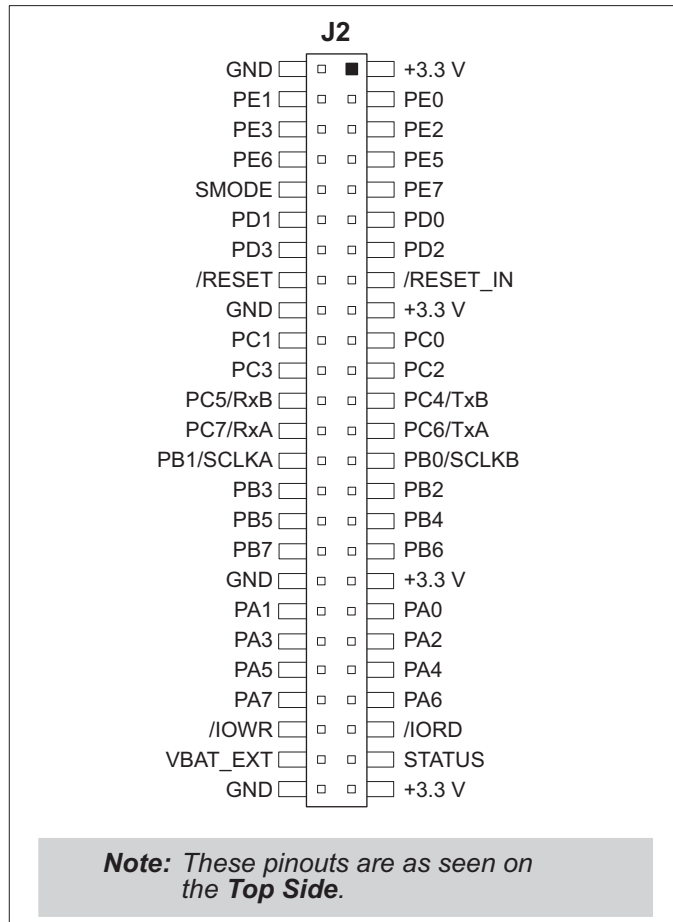 J2
GND +3.3 V
PE1 PE0
PE3 PE2
PE6 PE5
SMODE PE7
PD1 PD0
PD3 PD2
/RESET /RESET_IN
GND +3.3 V
PC1 PC0
PC3 PC2
PC5/RxB PC4/TxB
PC7/RxA PC6/TxA
PB1/SCLKA PB0/SCLKB
PB3 PB2
PB5 PB4
PB7 PB6
GND +3.3 V
PA1 PA0
PA3 PA2
PA5 PA4
PA7 PA6
/IOWR /IORD
VBAT_EXT STATUS
GND +3.3 V
Note: These pinouts are as seen on
the Top Side.